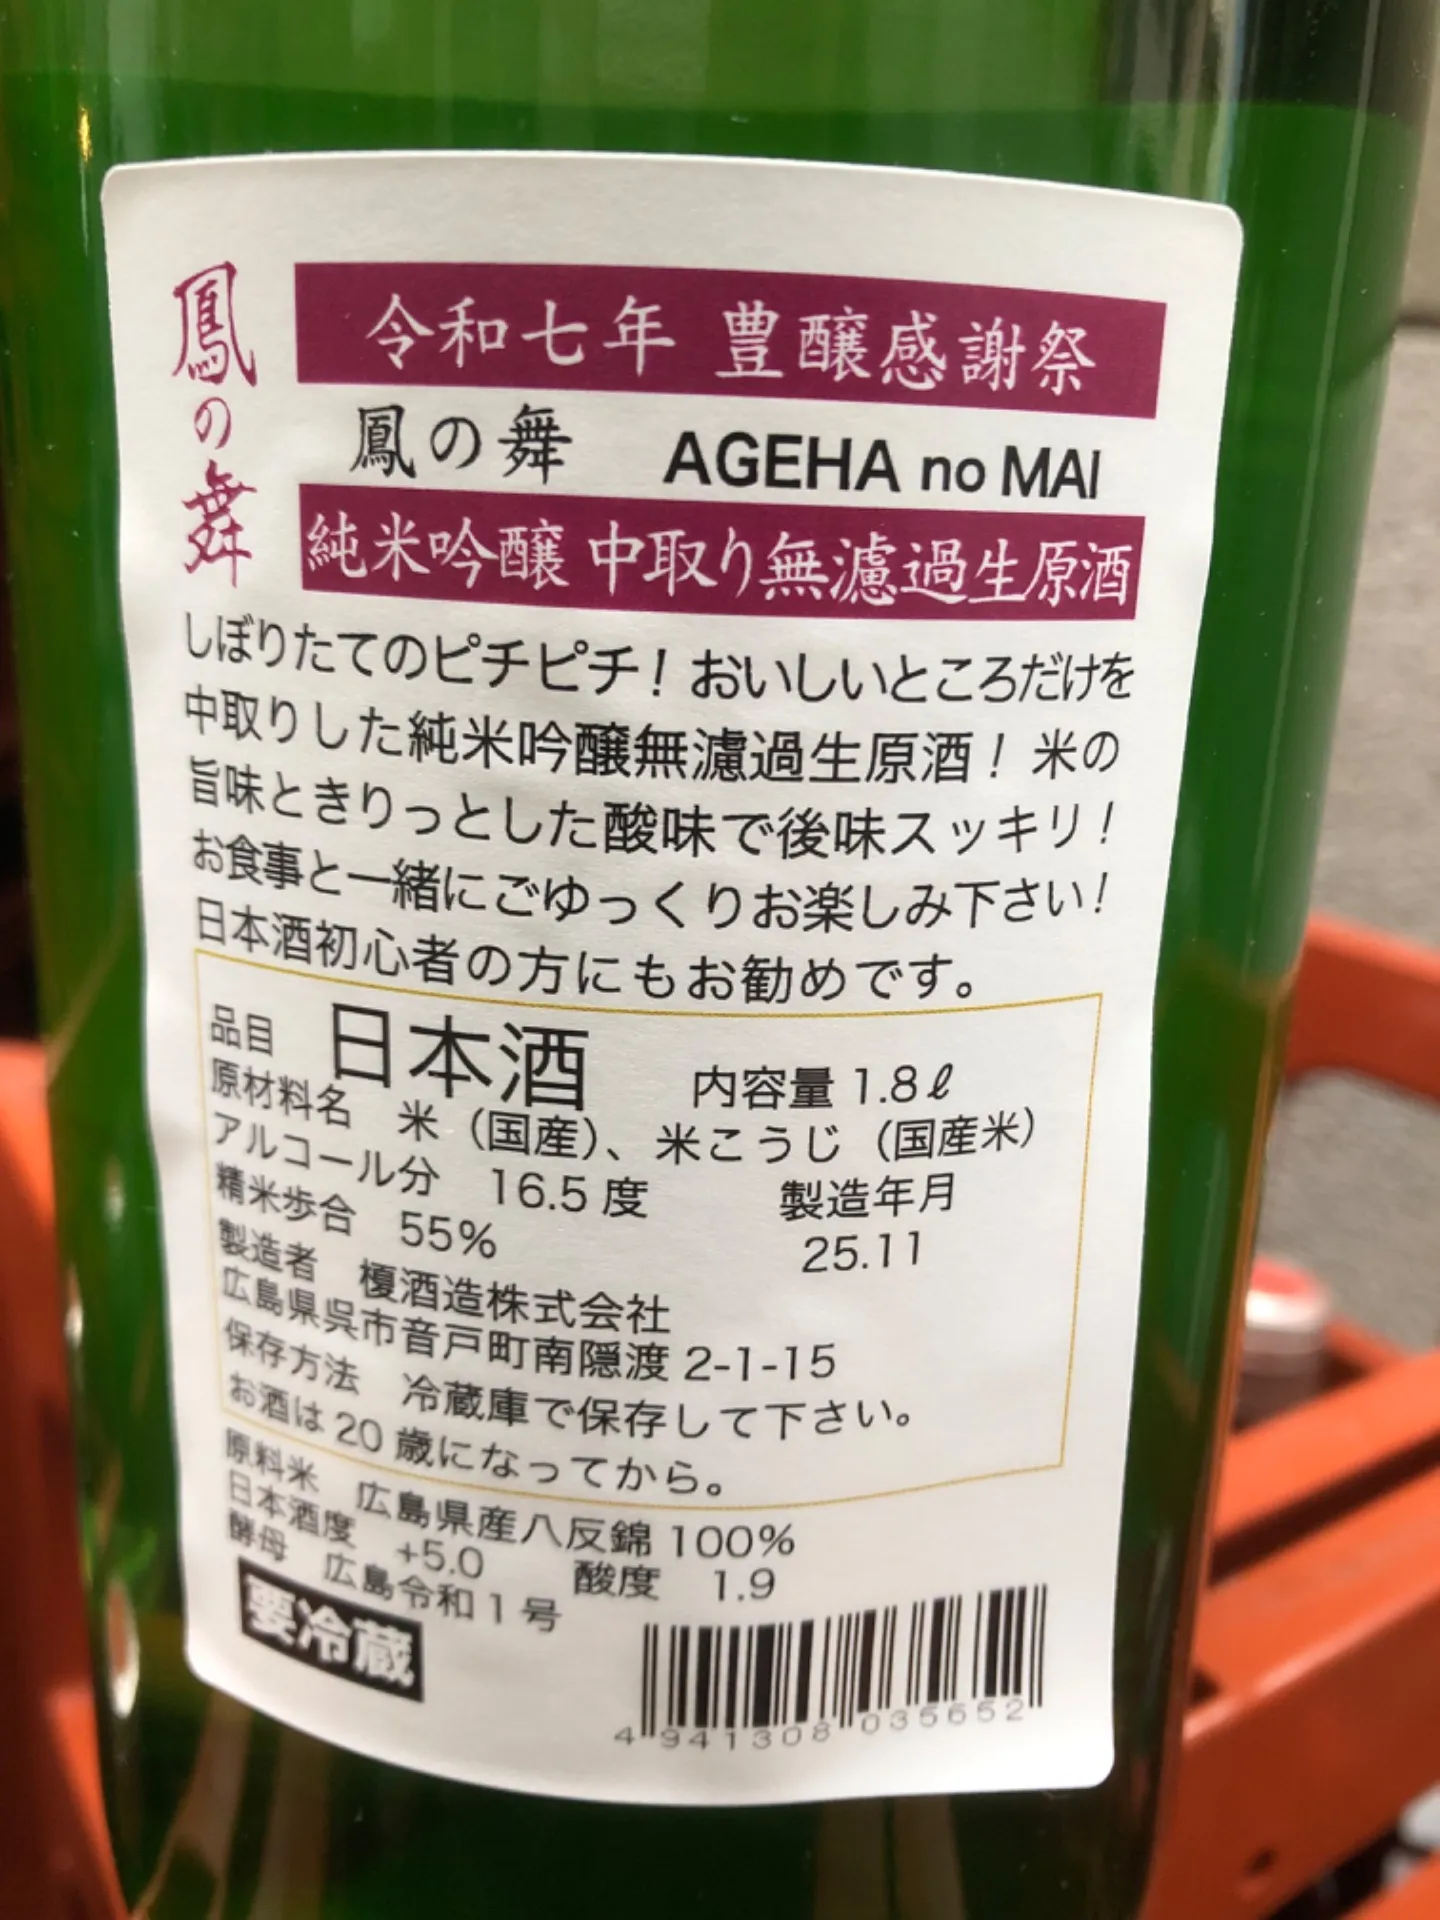 鳳の舞
令和七年 豊醸感謝祭
鳳の舞 AGEHA no MAI
純米吟醸 中取り無濾過生原酒
しぼりたてのピチピチ！おいしいところだけを
中取りした純米吟醸無濾過生原酒！米の
旨味ときりっとした酸味で後味スッキリ！
お食事と一緒にごゆっくりお楽しみ下さい！
日本酒初心者の方にもお勧めです。
品目 日本酒 内容量 1.8ℓ
原材料名 米（国産）、米こうじ（国産米）
アルコール分 16.5 度 製造年月
精米歩合 55% 25.11
製造者 榎酒造株式会社
広島県呉市音戸町南隠渡 2-1-15
保存方法 冷蔵庫で保存して下さい。
お酒は 20 歳になってから。
原料米 広島県産八反錦 100%
日本酒度 +5.0 酸度 1.9
酵母 広島令和 1 号
要冷蔵
4 941308 035652